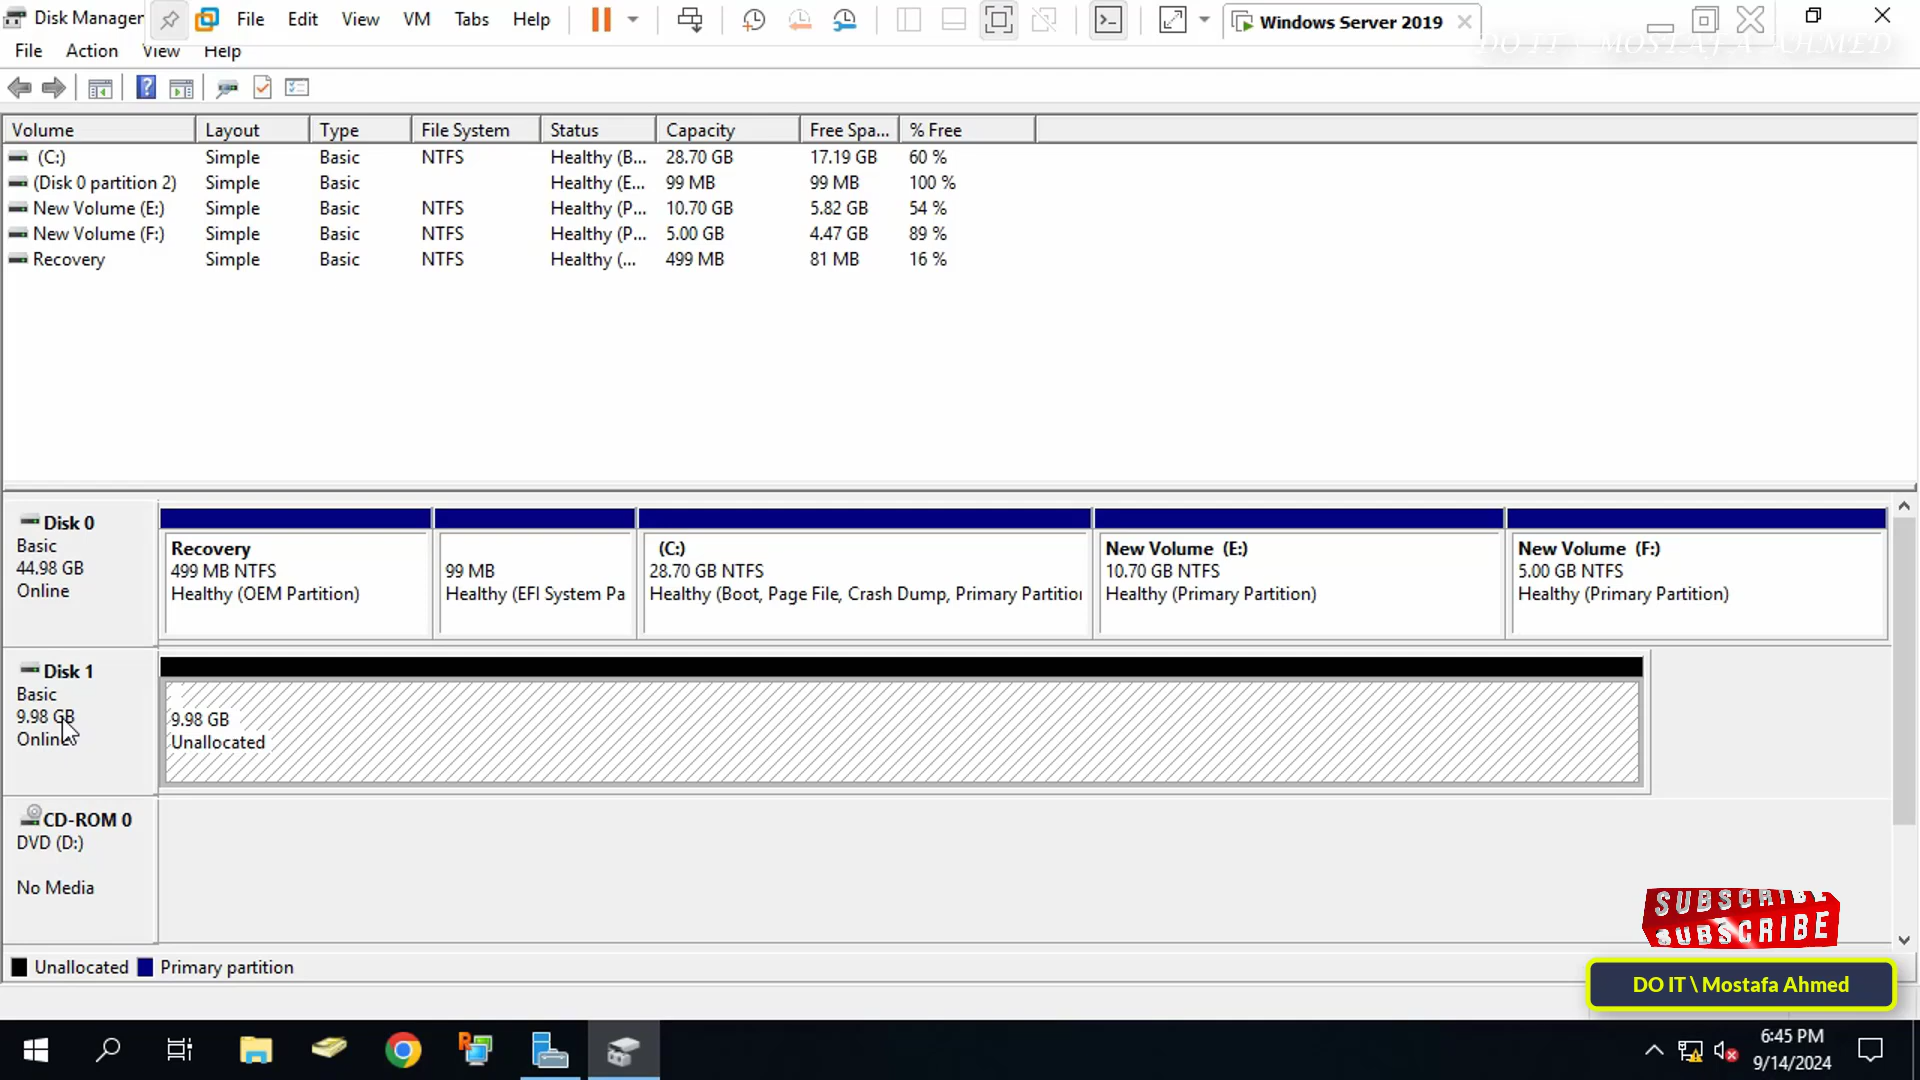 Disk Manager File Edit View VM Tabs Help Windows Server 2019
File Action View Help
DO IT \ MOSTAFA AHMED
Volume Layout Type File System Status Capacity Free Spa... % Free
(C:) Simple Basic NTFS Healthy (B... 28.70 GB 17.19 GB 60 %
(Disk 0 partition 2) Simple Basic Healthy (E... 99 MB 99 MB 100 %
New Volume (E:) Simple Basic NTFS Healthy (P... 10.70 GB 5.82 GB 54 %
New Volume (F:) Simple Basic NTFS Healthy (P... 5.00 GB 4.47 GB 89 %
Recovery Simple Basic NTFS Healthy (... 499 MB 81 MB 16 %
Disk 0
Basic
44.98 GB
Online
Recovery
499 MB NTFS
Healthy (OEM Partition)
99 MB
Healthy (EFI System Pa
(C:)
28.70 GB NTFS
Healthy (Boot, Page File, Crash Dump, Primary Partition
New Volume (E:)
10.70 GB NTFS
Healthy (Primary Partition)
New Volume (F:)
5.00 GB NTFS
Healthy (Primary Partition)
Disk 1
Basic
9.98 GB
Online
9.98 GB
Unallocated
CD-ROM 0
DVD (D:)
No Media
SUBSCRIBE
SUBSCRIBE
Unallocated Primary partition
DO IT \ Mostafa Ahmed
6:45 PM
9/14/2024